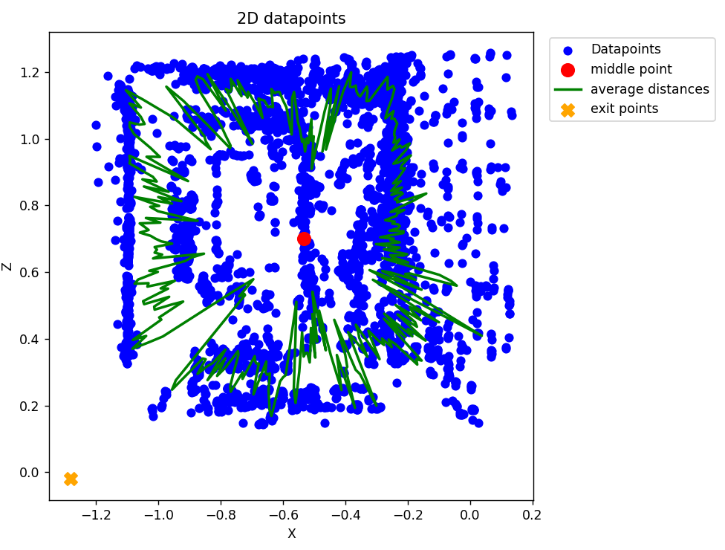 2D datapoints
Datapoints
middle point
average distances
exit points
1.2
1.0
0.8
0.6
0.4
0.2
0.0
Z
−1.2 −1.0 −0.8 −0.6 −0.4 −0.2 0.0 0.2
X